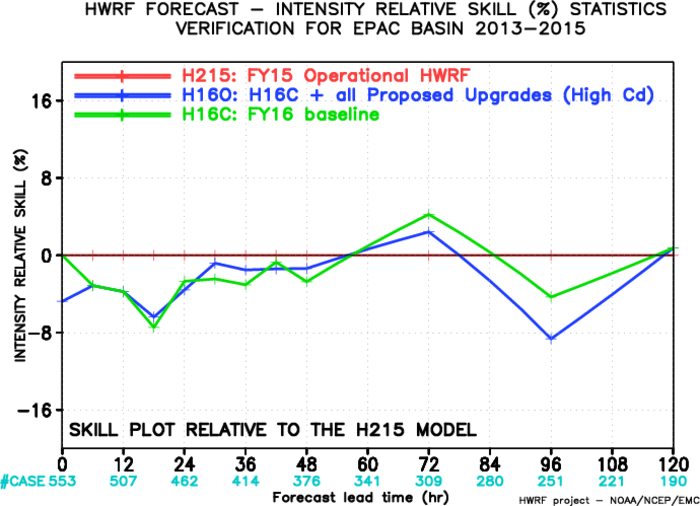 HWRF FORECAST – INTENSITY RELATIVE SKILL (%) STATISTICS
VERIFICATION FOR EPAC BASIN 2013–2015
H215: FY15 Operational HWRF
H16O: H16C + all Proposed Upgrades (High Cd)
H16C: FY16 baseline
INTENSITY RELATIVE SKILL (%)
16
8
0
–8
–16
SKILL PLOT RELATIVE TO THE H215 MODEL
0 12 24 36 48 60 72 84 96 108 120
#CASE 553 507 462 414 376 341 309 280 251 221 190
Forecast lead time (hr)
HWRF project – NOAA/NCEP/EMC